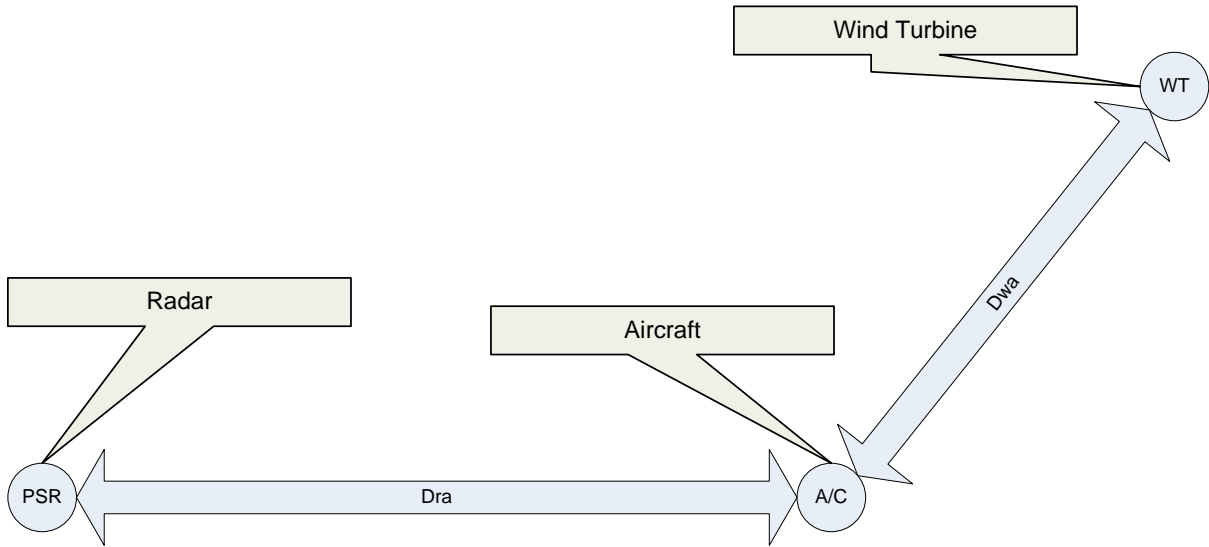 Wind Turbine
WT
Dwa
Radar
Aircraft
PSR
Dra
A/C